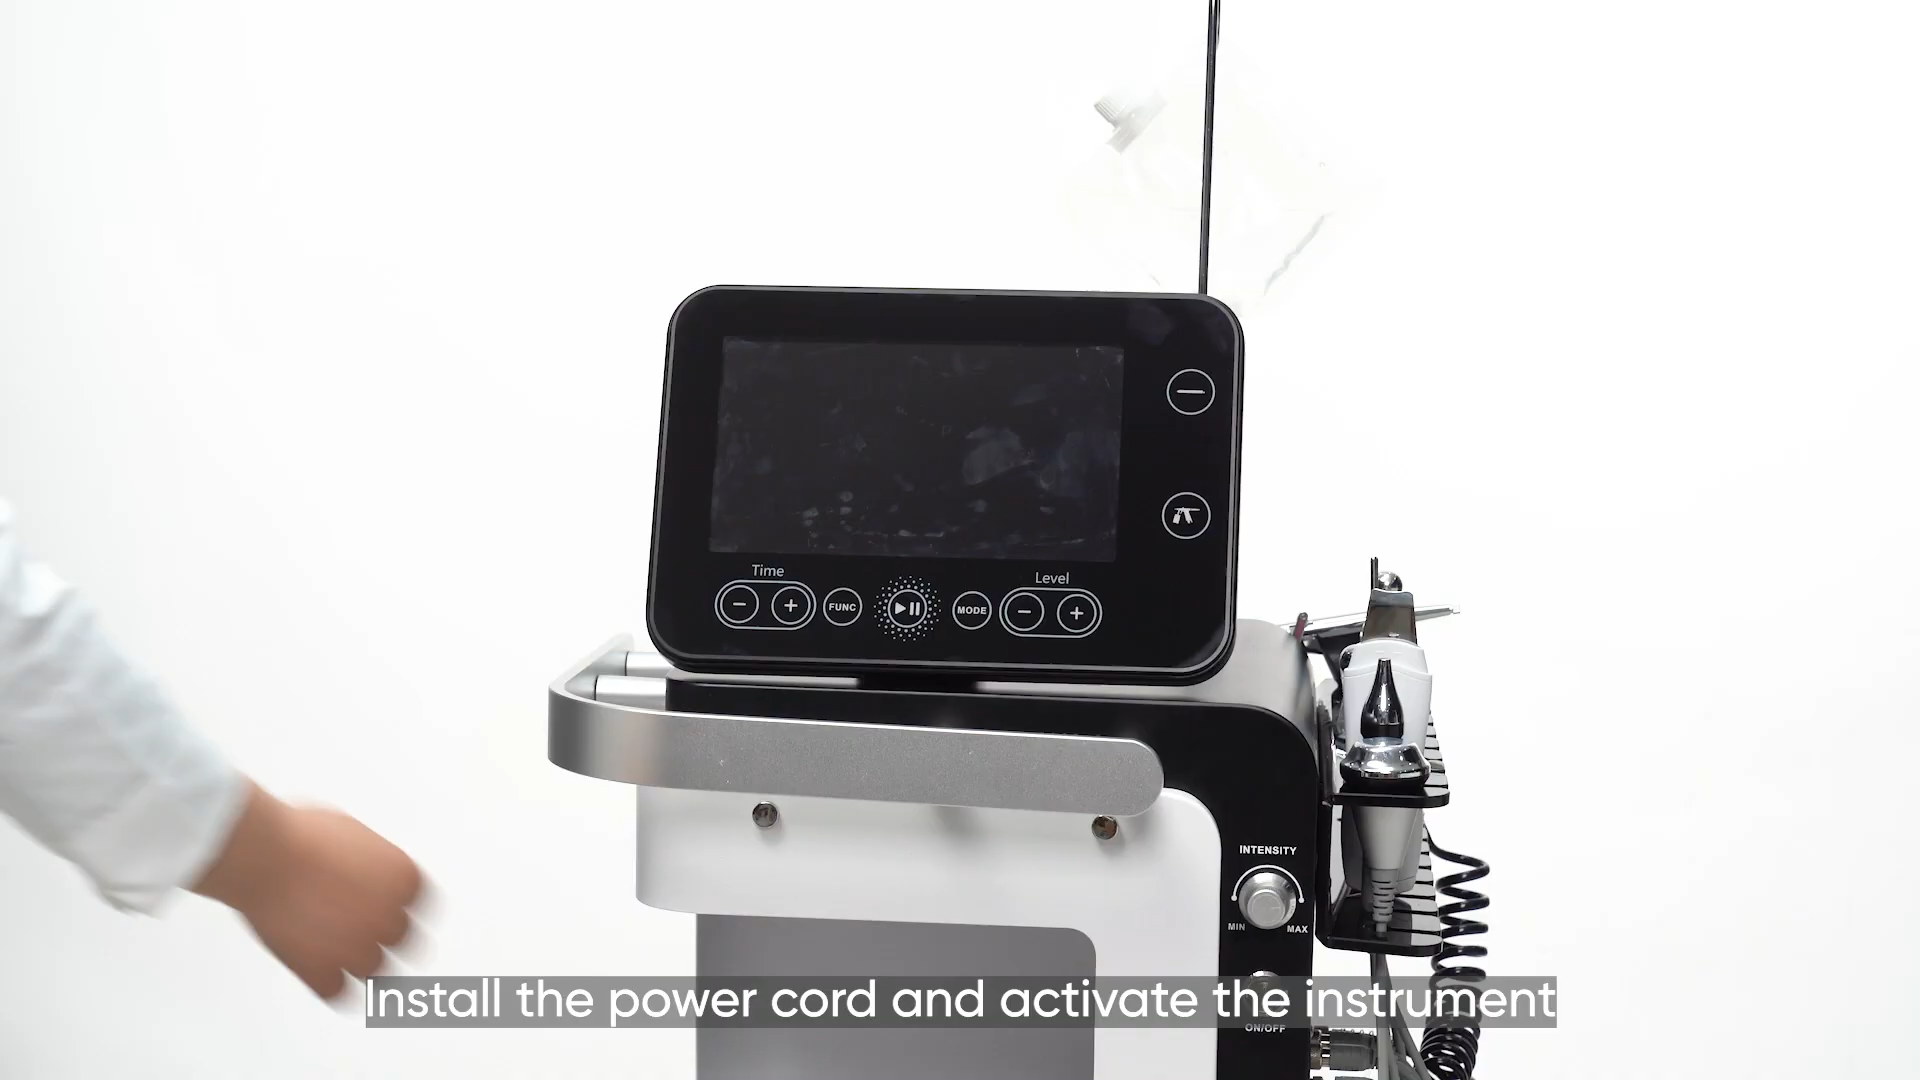 Time
Level
FUNC
MODE
INTENSITY
MIN
MAX
Install the power cord and activate the instrument
ON/OFF